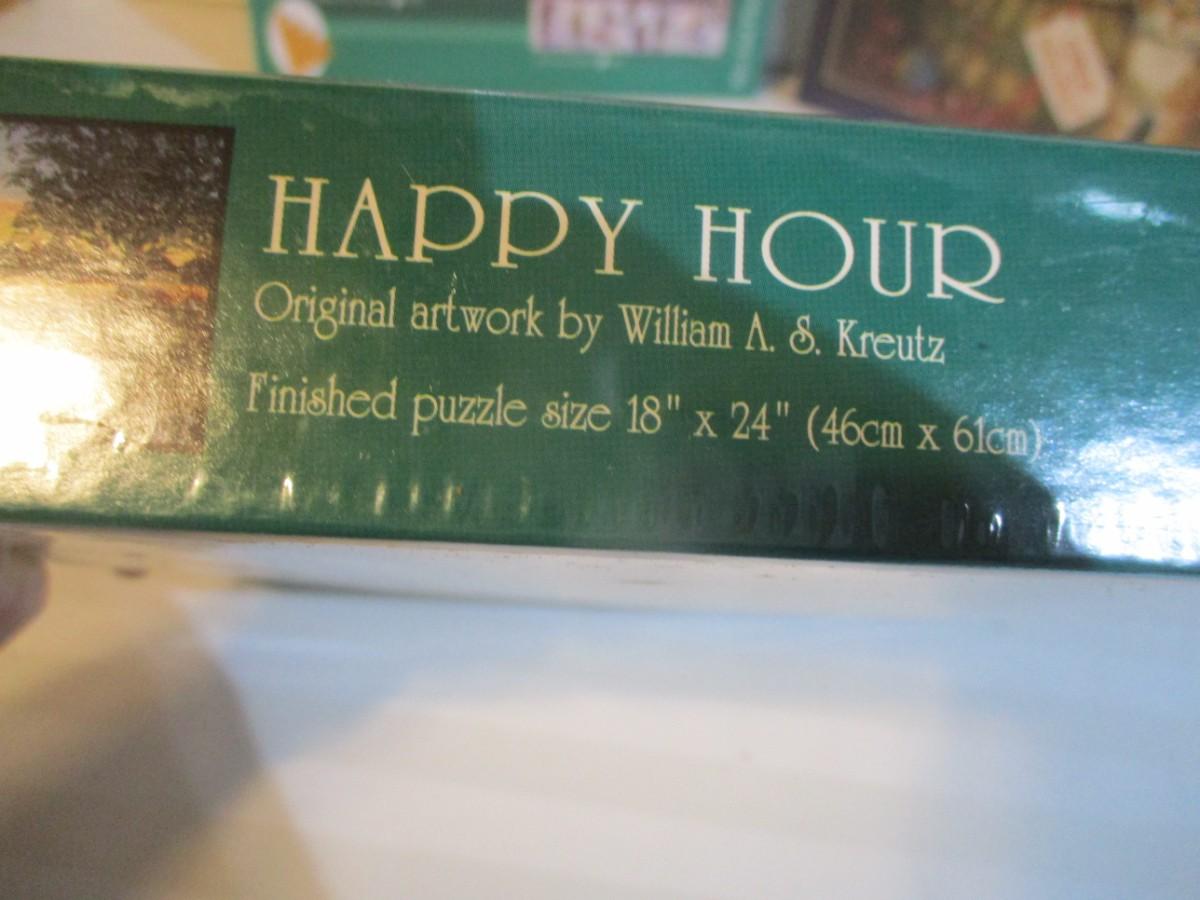 HAPPY HOUR
Original artwork by William A. S. Kreutz
Finished puzzle size 18" x 24" (46cm x 61cm)